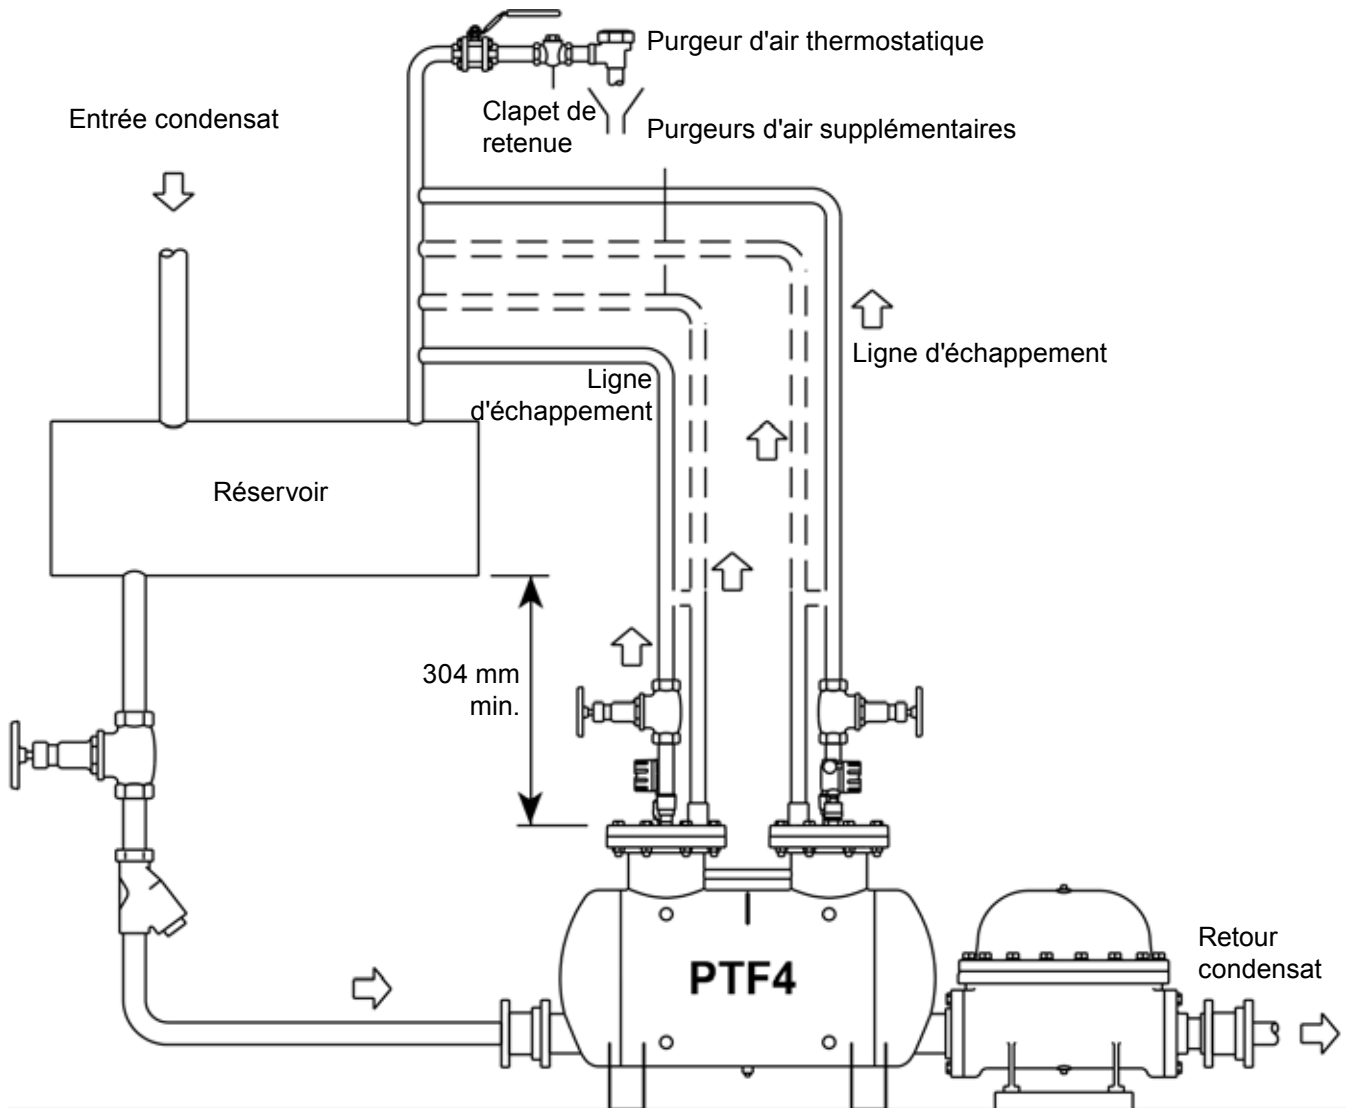 Purgeur d'air thermostatique
Entrée condensat
Clapet de
retenue
Purgeurs d'air supplémentaires
Ligne d'échappement
Ligne
d'échappement
Réservoir
304 mm
min.
Retour
condensat
PTF4